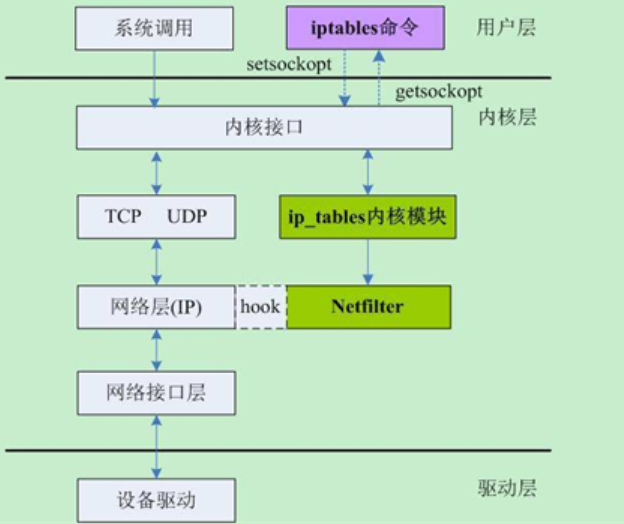 系统调用
iptables命令
用户层
setsockopt
getsockopt
内核层
内核接口
TCP UDP
ip_tables内核模块
网络层(IP)
hook
Netfilter
网络接口层
驱动层
设备驱动